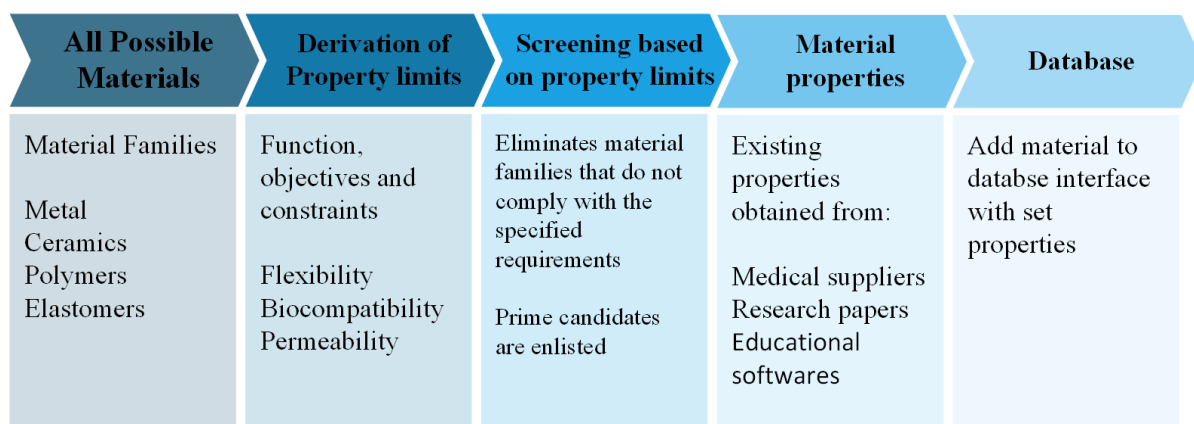 All Possible
Materials
Derivation of
Property limits
Screening based
on property limits
Material
properties
Database
Material Families
Metal
Ceramics
Polymers
Elastomers
Function,
objectives and
constraints
Flexibility
Biocompatibility
Permeability
Eliminates material
families that do not
comply with the
specified
requirements
Prime candidates
are enlisted
Existing
properties
obtained from:
Medical suppliers
Research papers
Educational
softwares
Add material to
databse interface
with set
properties